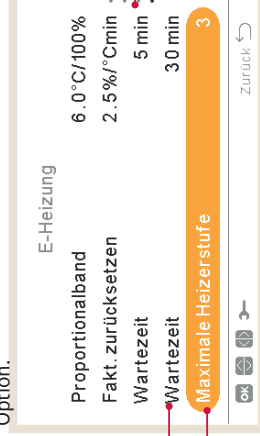 Option.
E-Heizung
Proportionalband 6.0°C/100%
Fakt. zurücksetzen 2.5%/°Cmin
Wartezeit 5 min
Wartezeit 30 min
Maximale Heizerstufe 3
OK Zurück